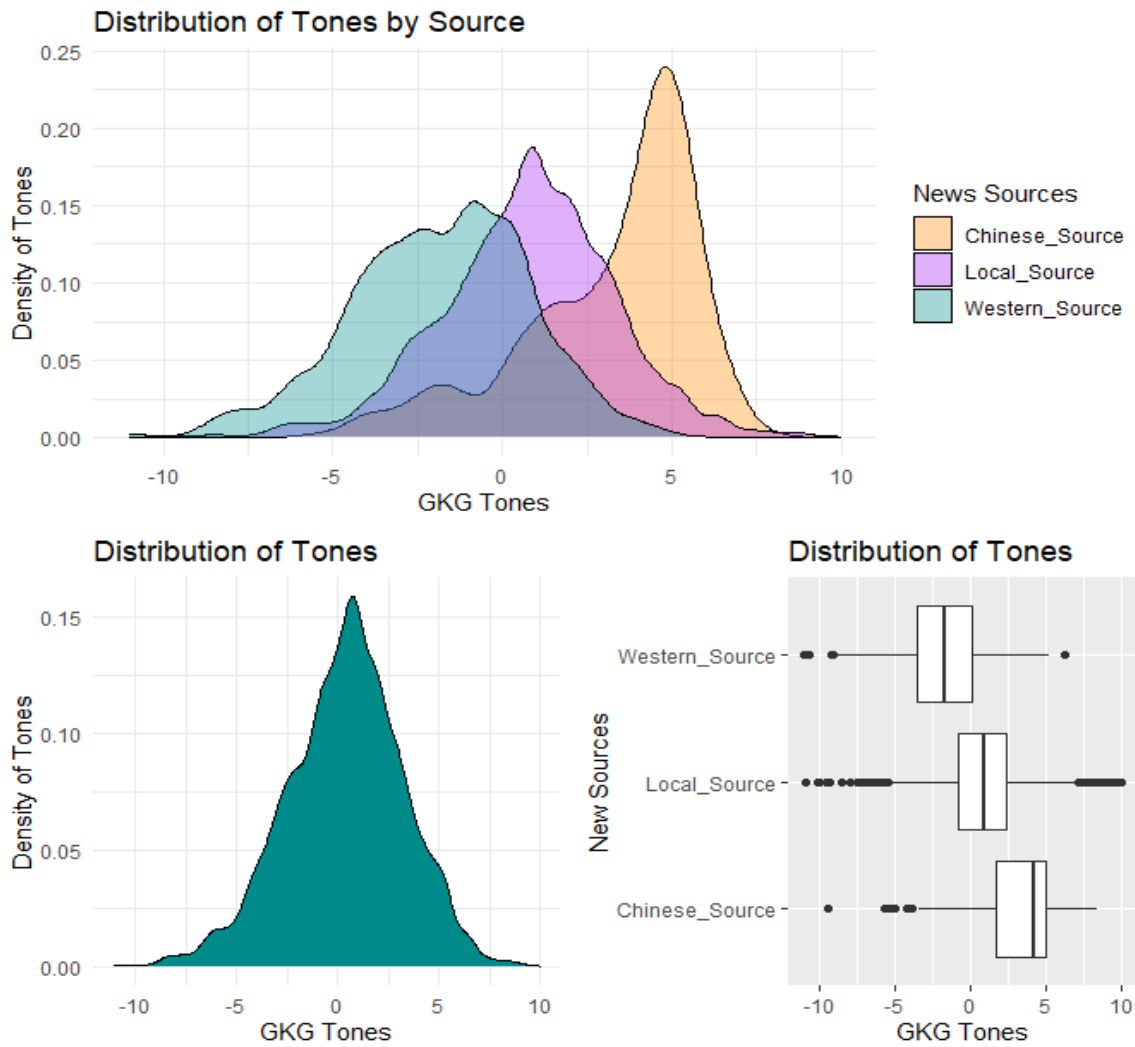 Distribution of Tones by Source
0.25
0.20
0.15
0.10
0.05
0.00
Density of Tones
-10 -5 0 5 10
GKG Tones
News Sources
Chinese_Source
Local_Source
Western_Source
Distribution of Tones
0.15
0.10
0.05
0.00
Density of Tones
-10 -5 0 5 10
GKG Tones
Distribution of Tones
New Sources
Western_Source
Local_Source
Chinese_Source
-10 -5 0 5 10
GKG Tones